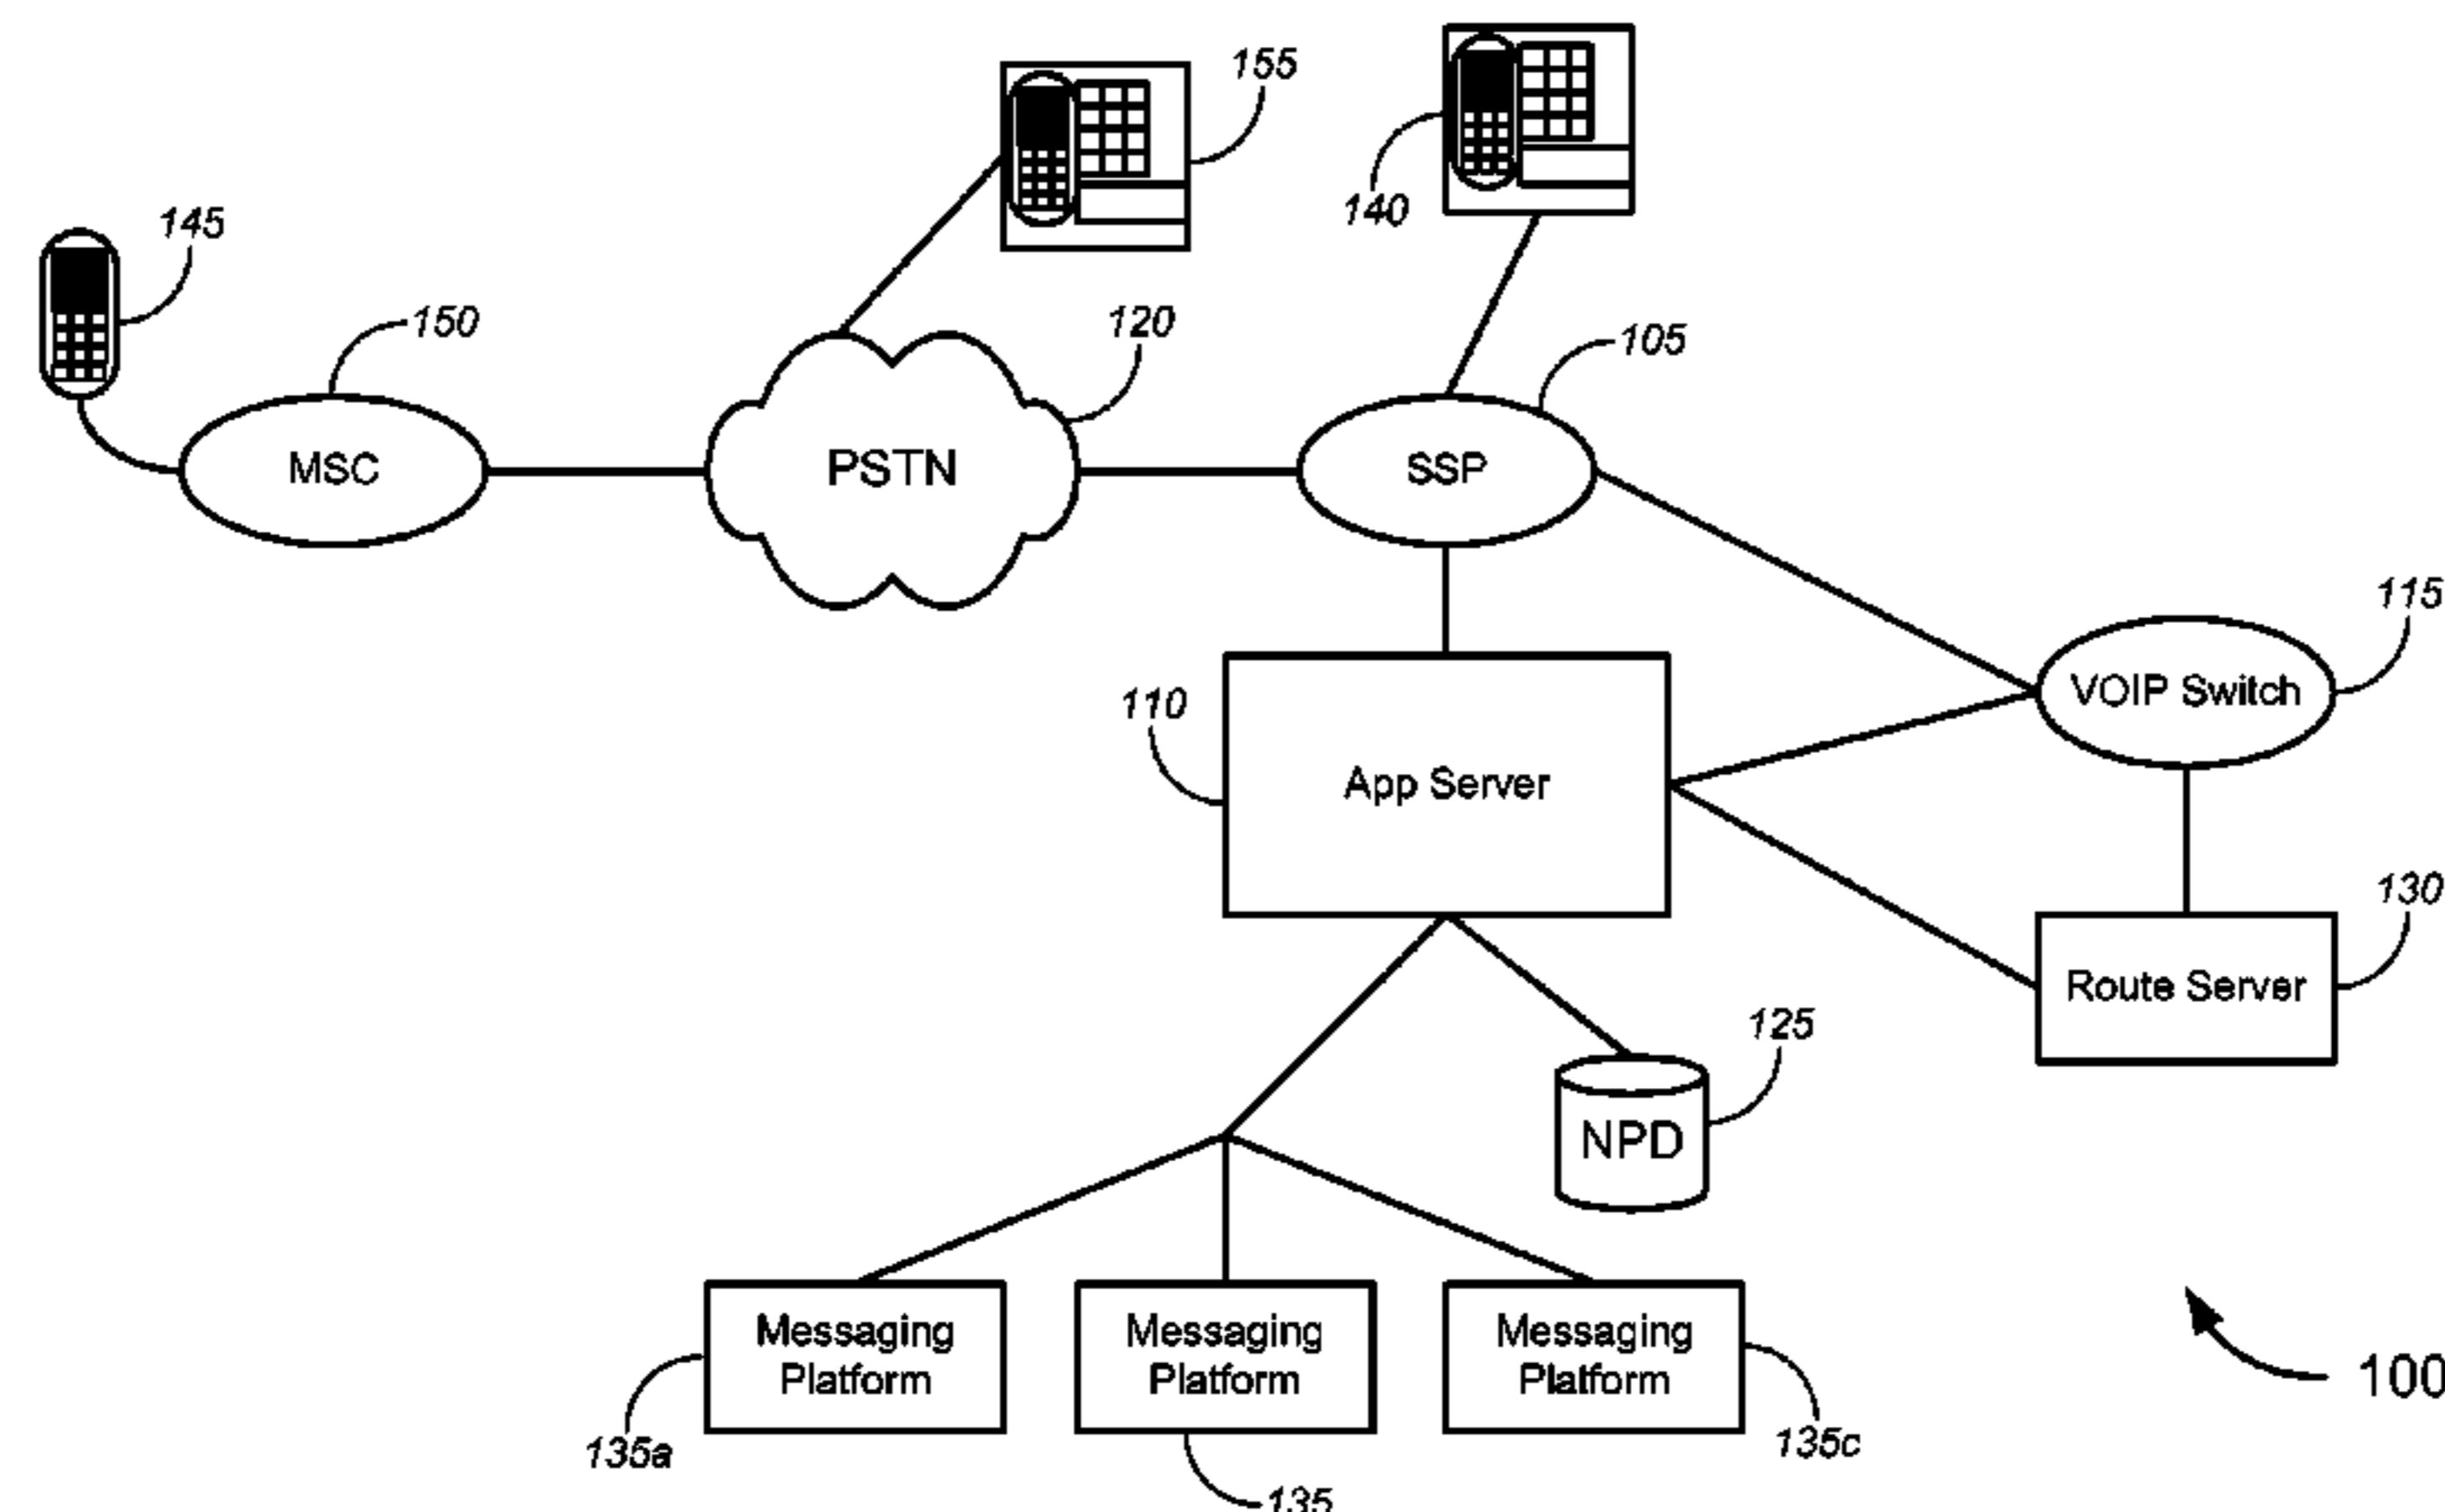 155
140
145
150
120
105
MSC
PSTN
SSP
115
110
VOIP Switch
App Server
130
Route Server
125
NPD
Messaging
Platform
Messaging
Platform
Messaging
Platform
100
135a
135c
135